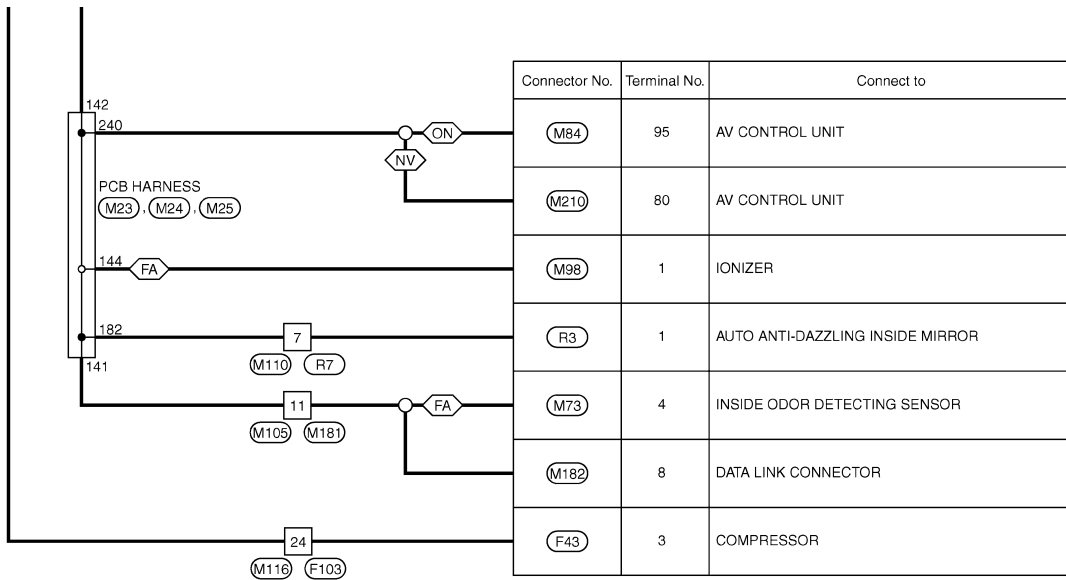 Connector No. Terminal No. Connect to
142
240 ON M84 95 AV CONTROL UNIT
NV
PCB HARNESS
M23 , M24 , M25 M210 80 AV CONTROL UNIT
144 FA M98 1 IONIZER
182 7 R3 1 AUTO ANTI-DAZZLING INSIDE MIRROR
141 M110 R7
11 FA M73 4 INSIDE ODOR DETECTING SENSOR
M105 M181
M182 8 DATA LINK CONNECTOR
24 F43 3 COMPRESSOR
M116 F103